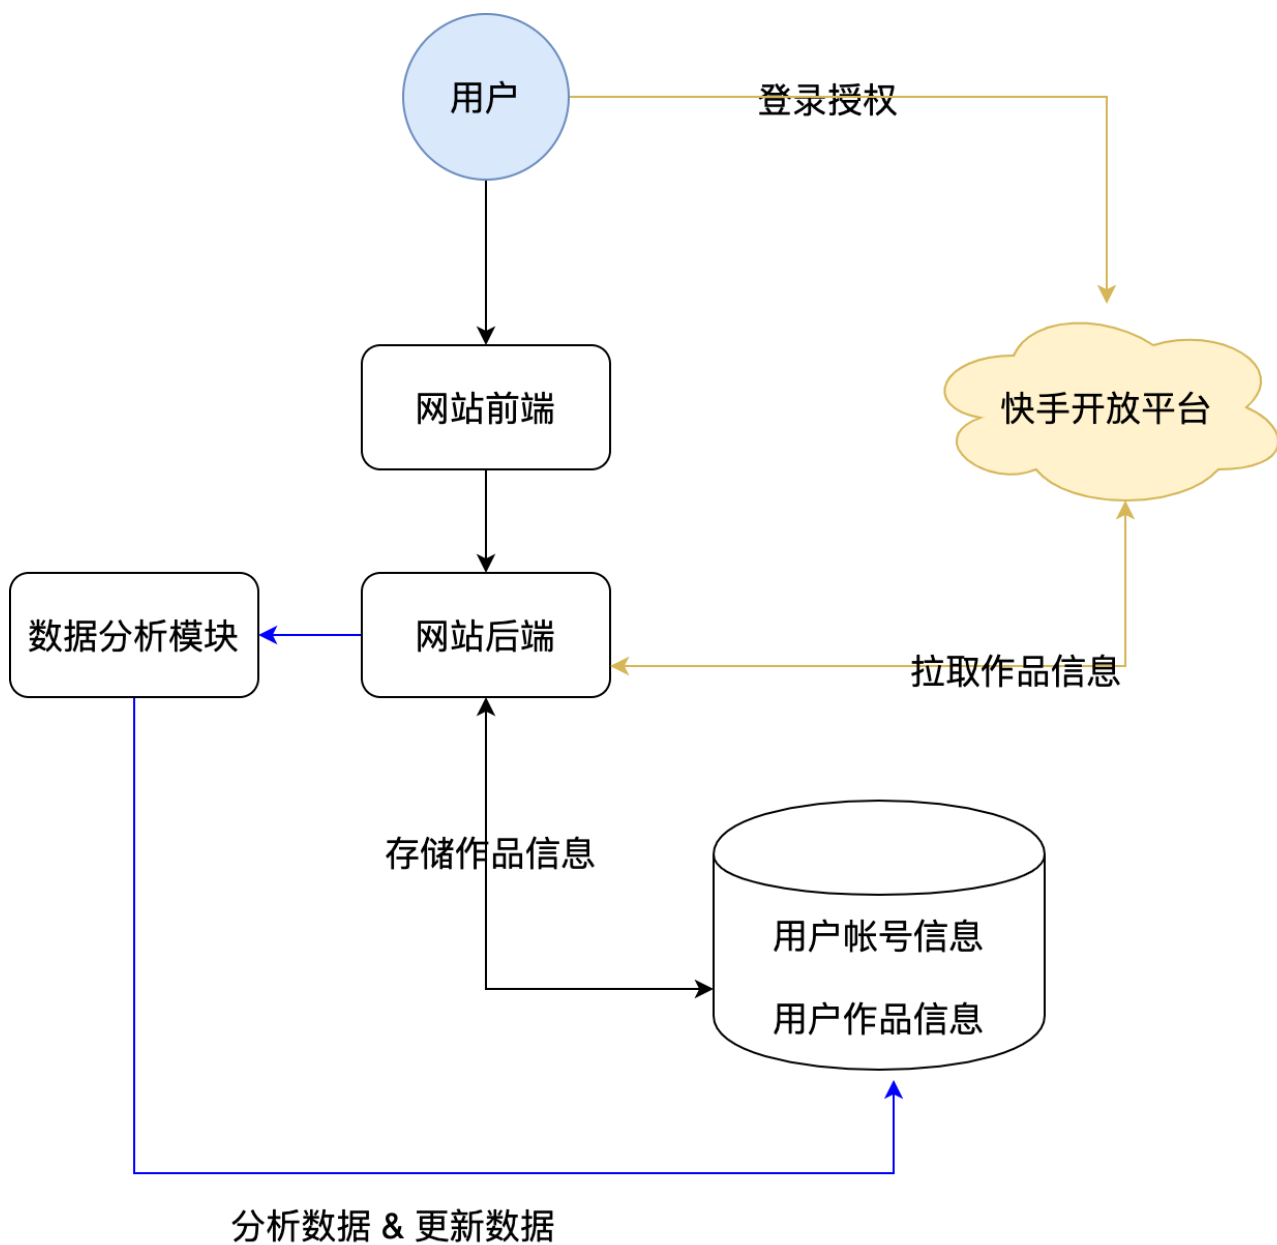 用户
登录授权
网站前端
快手开放平台
数据分析模块
网站后端
拉取作品信息
存储作品信息
用户帐号信息
用户作品信息
分析数据 & 更新数据